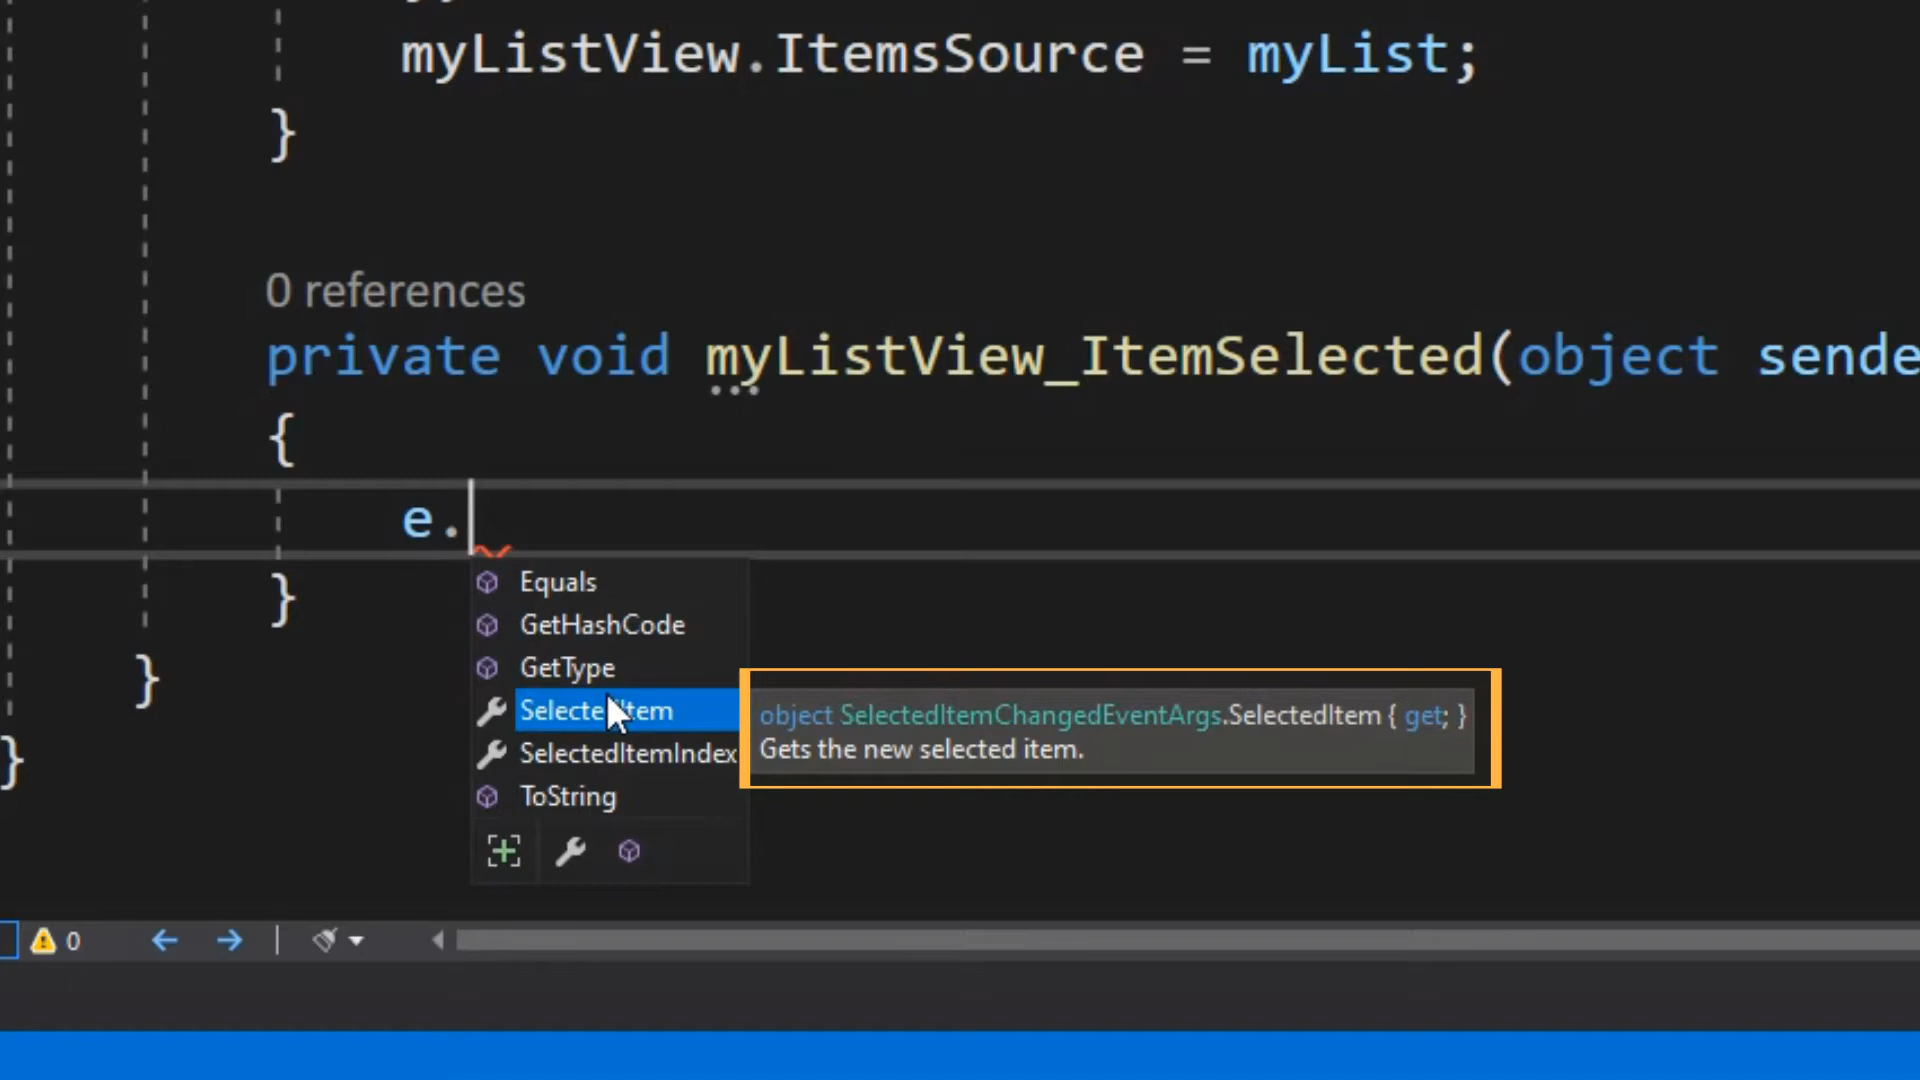 myListView.ItemsSource = myList;
}
0 references
private void myListView_ItemSelected(object sende
{
e.
}
}
}
Equals
GetHashCode
GetType
SelectedItem
SelectedItemIndex
ToString
object SelectedItemChangedEventArgs.SelectedItem { get; }
Gets the new selected item.
0